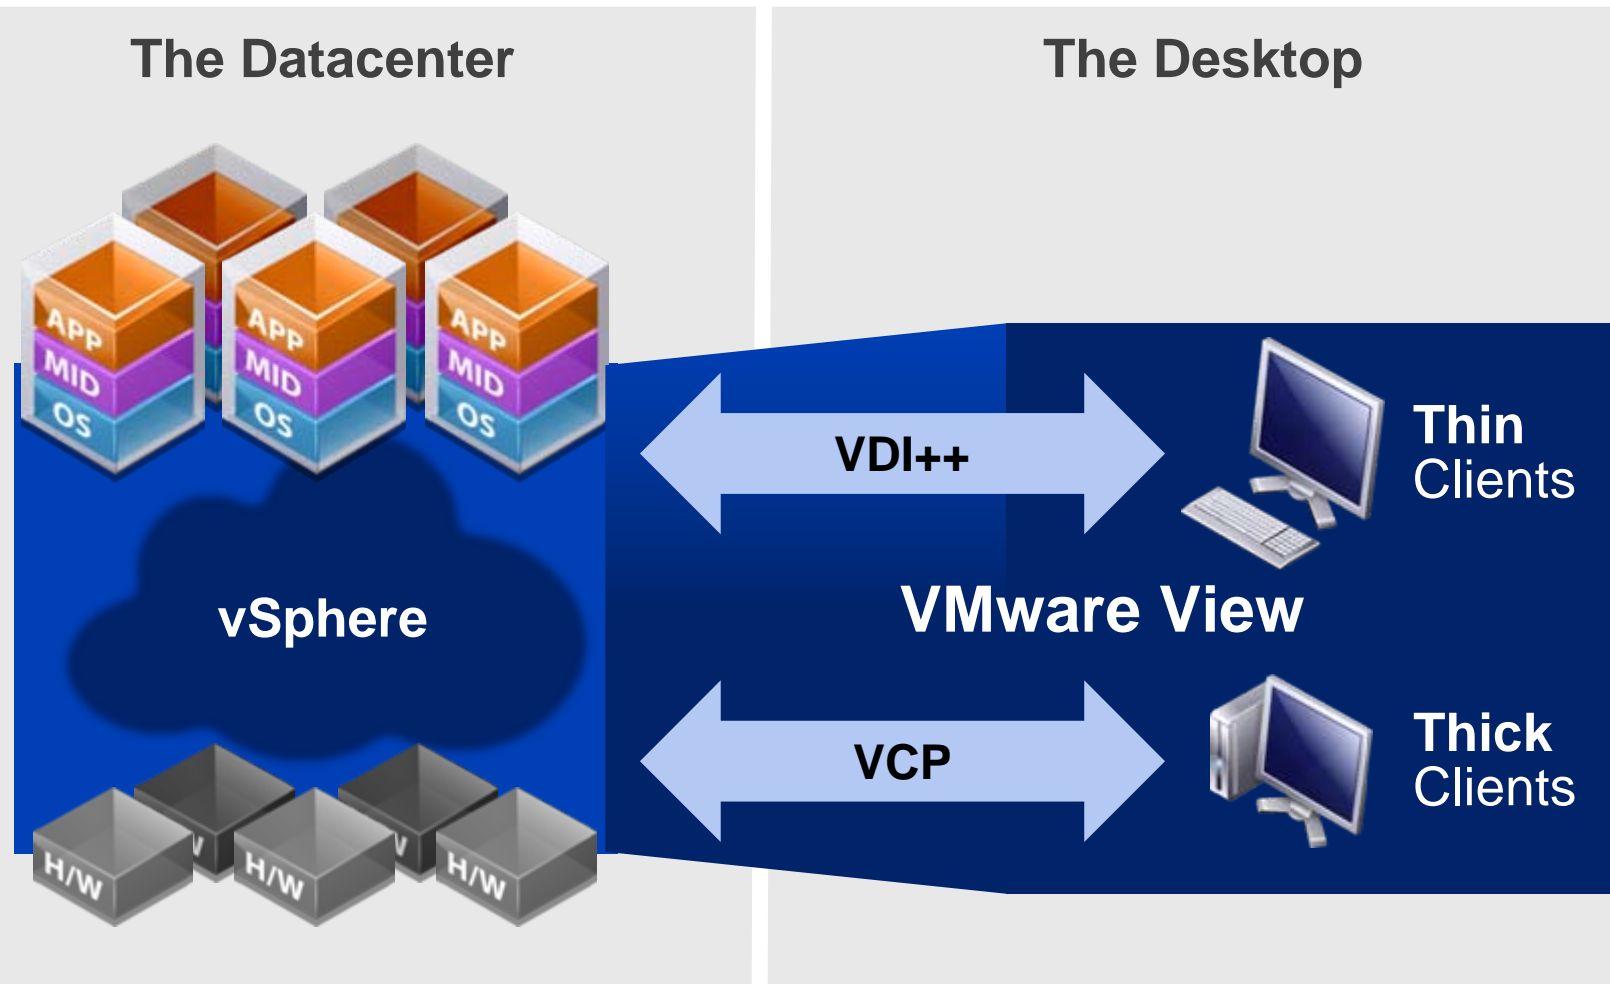 The Datacenter
The Desktop
APP
MID
OS
APP
MID
OS
APP
MID
OS
VDI++
Thin
Clients
vSphere
VMware View
VCP
Thick
Clients
H/W
H/W
H/W